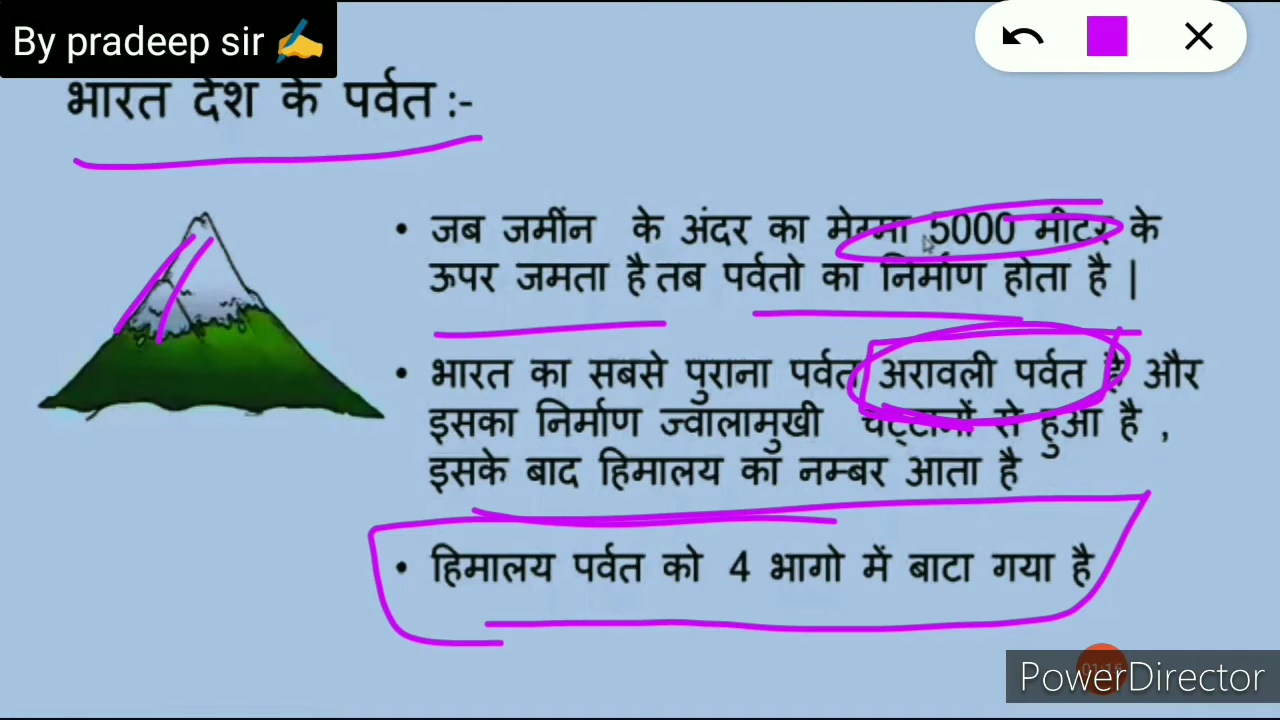 By pradeep sir ✍️
भारत देश के पर्वत :-
• जब जमींन के अंदर का मेग्मा 5000 मीटर के
ऊपर जमता है तब पर्वतो का निर्माण होता है |
• भारत का सबसे पुराना पर्वत अरावली पर्वत है और
इसका निर्माण ज्वालामुखी चट्टानों से हुआ है ,
इसके बाद हिमालय का नम्बर आता है
• हिमालय पर्वत को 4 भागो में बाटा गया है
01:15
PowerDirector